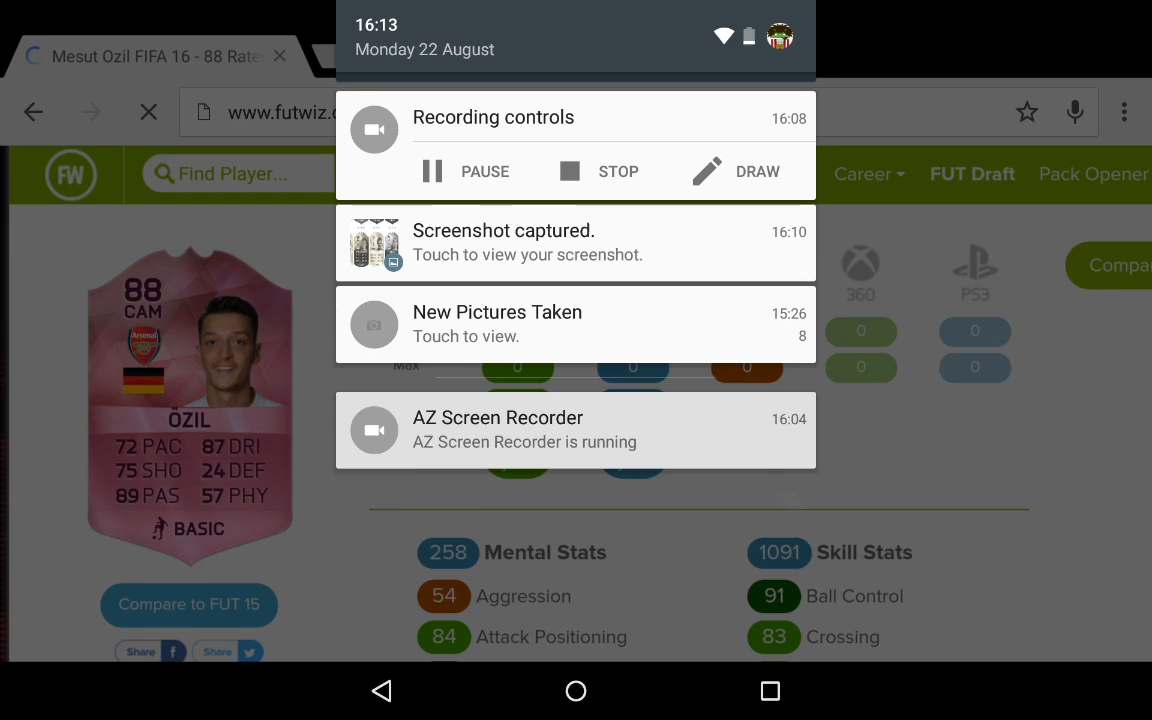 16:13
Monday 22 August
Mesut Ozil FIFA 16 - 88 Rate
www.futwiz.c
Recording controls 16:08
PAUSE STOP DRAW
FW Find Player... Career FUT Draft Pack Opener
Screenshot captured. 16:10
Touch to view your screenshot.
360 PS3 Compa
New Pictures Taken 15:26
Touch to view. 8
0 0
Max 0 0 0 0 0
AZ Screen Recorder 16:04
AZ Screen Recorder is running
88
CAM
Arsenal
ÖZIL
72 PAC 87 DRI
75 SHO 24 DEF
89 PAS 57 PHY
BASIC
Compare to FUT 15
Share f Share
258 Mental Stats
54 Aggression
84 Attack Positioning
1091 Skill Stats
91 Ball Control
83 Crossing